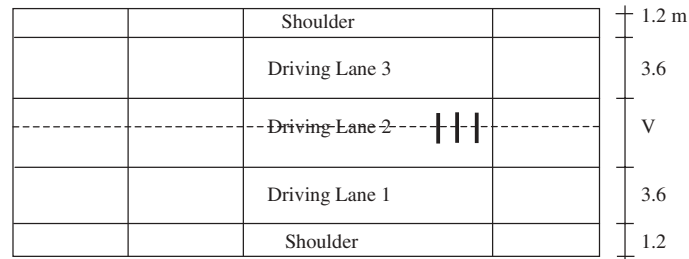 Shoulder
1.2 m
Driving Lane 3
3.6
Driving Lane 2
V
Driving Lane 1
3.6
Shoulder
1.2